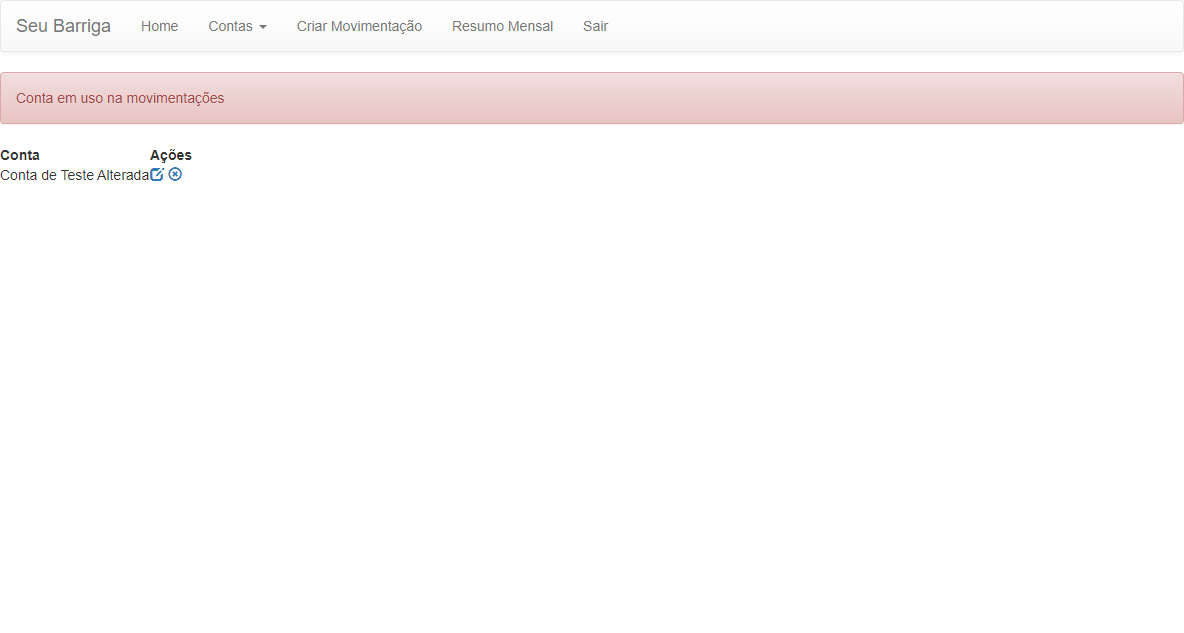 Seu Barriga Home Contas Criar Movimentação Resumo Mensal Sair
Conta em uso na movimentações
Conta Ações
Conta de Teste Alterada